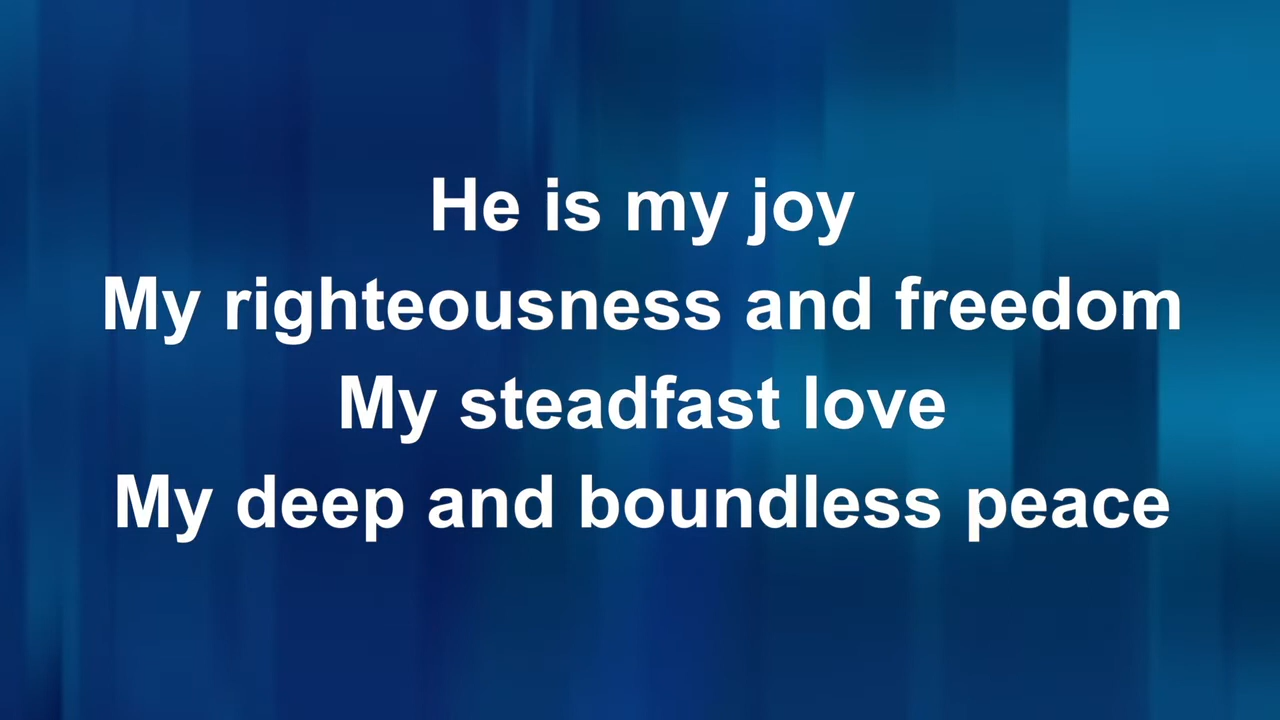 He is my joy
My righteousness and freedom
My steadfast love
My deep and boundless peace